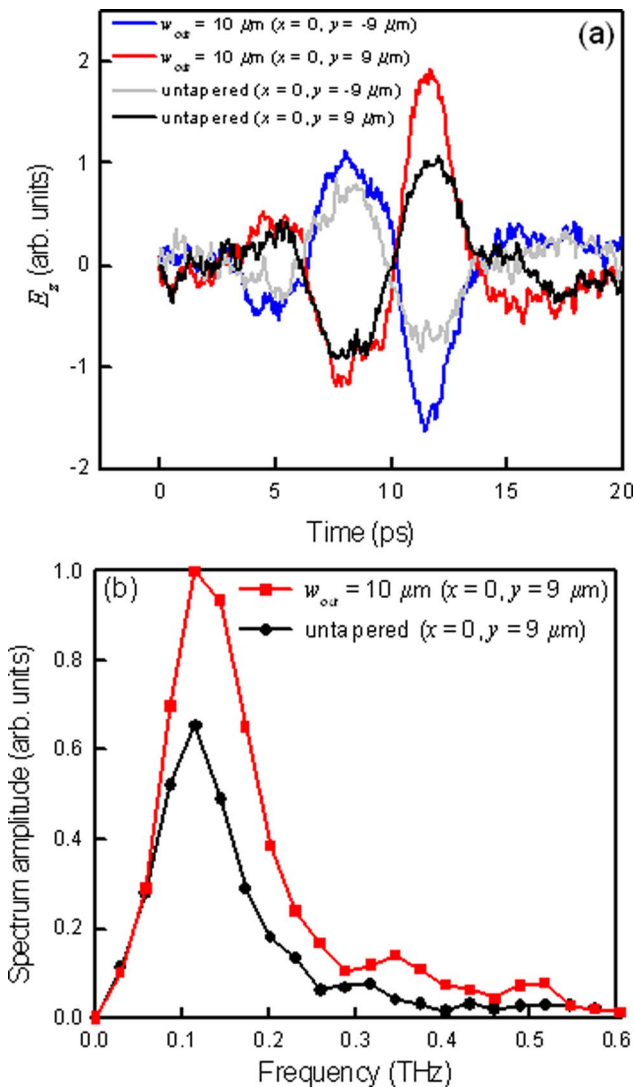 (a)
w_out = 10 μm (x = 0, y = -9 μm)
w_out = 10 μm (x = 0, y = 9 μm)
untapered (x = 0, y = -9 μm)
untapered (x = 0, y = 9 μm)
2
1
0
-1
-2
E_z (arb. units)
0 5 10 15 20
Time (ps)
(b)
w_out = 10 μm (x = 0, y = 9 μm)
untapered (x = 0, y = 9 μm)
1.0
0.8
0.6
0.4
0.2
0.0
Spectrum amplitude (arb. units)
0.0 0.1 0.2 0.3 0.4 0.5 0.6
Frequency (THz)